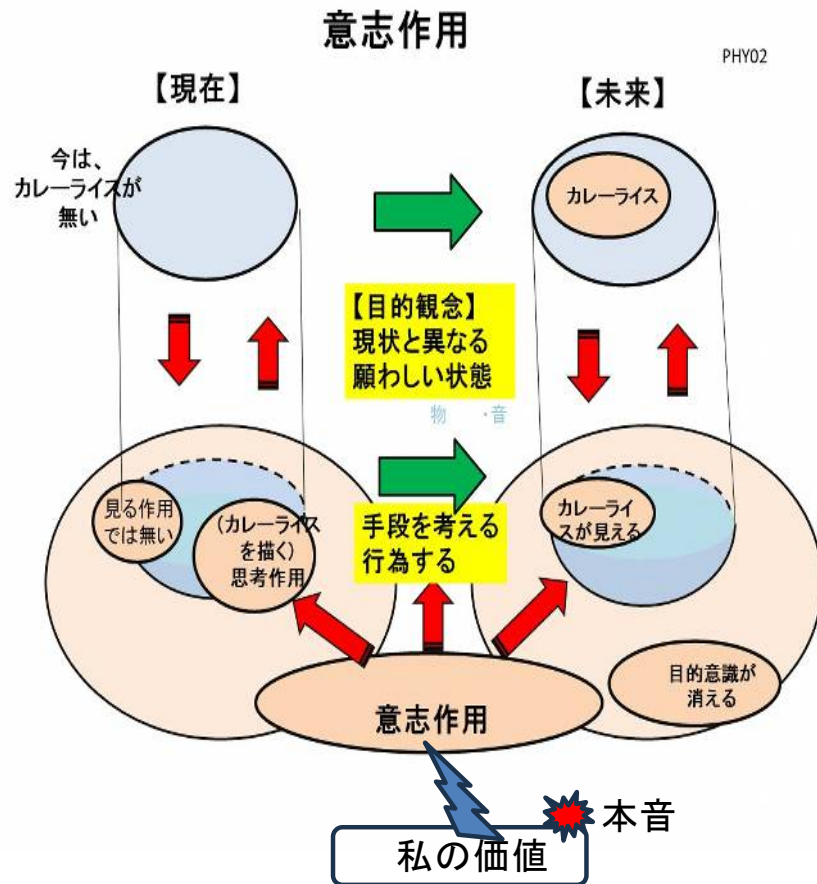 意志作用
PHY02
【現在】
【未来】
今は、
カレーライスが
無い
カレーライス
【目的観念】
現状と異なる
願わしい状態
物 ・音
見る作用
では無い
(カレーライス
を描く)
思考作用
手段を考える
行為する
カレーライ
スが見える
目的意識が
消える
意志作用
本音
私の価値